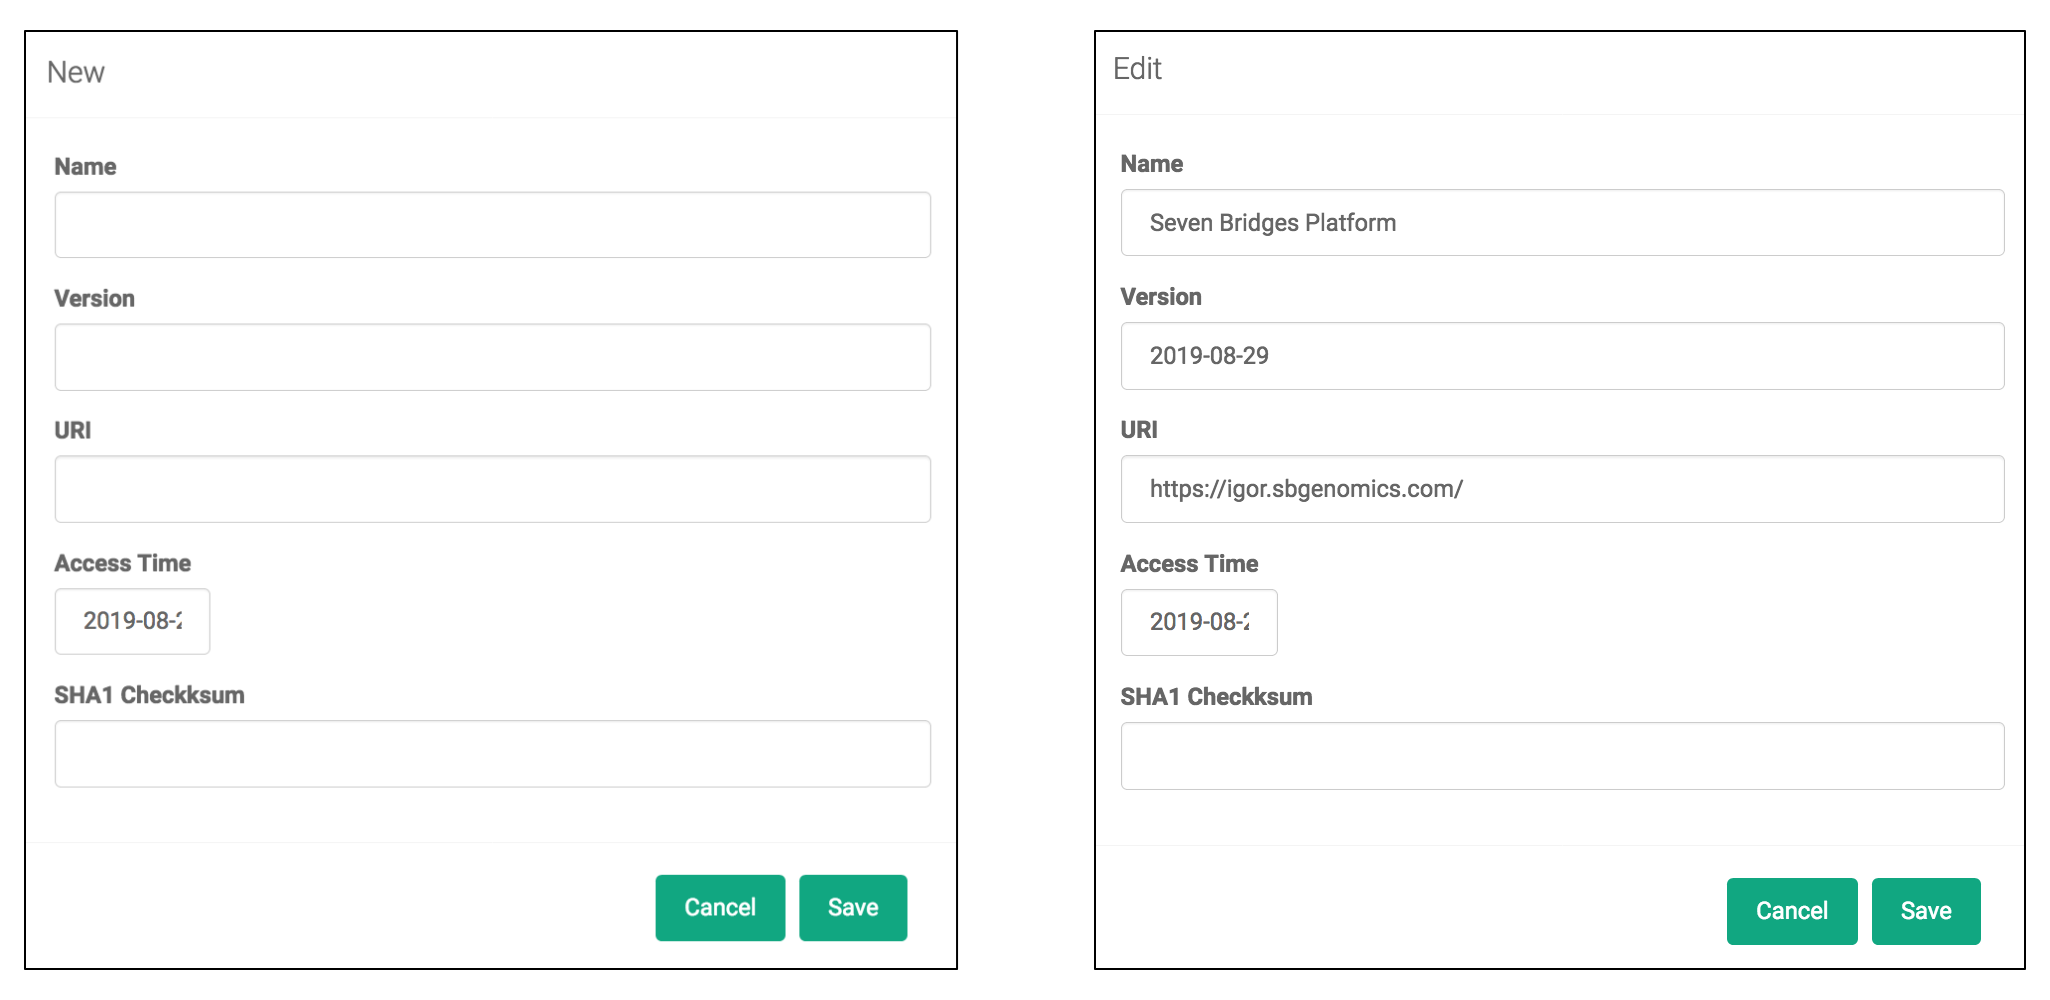 New
Name
Version
URI
Access Time
2019-08-2
SHA1 Checkksum
Cancel Save
Edit
Name
Seven Bridges Platform
Version
2019-08-29
URI
https://igor.sbgenomics.com/
Access Time
2019-08-2
SHA1 Checkksum
Cancel Save